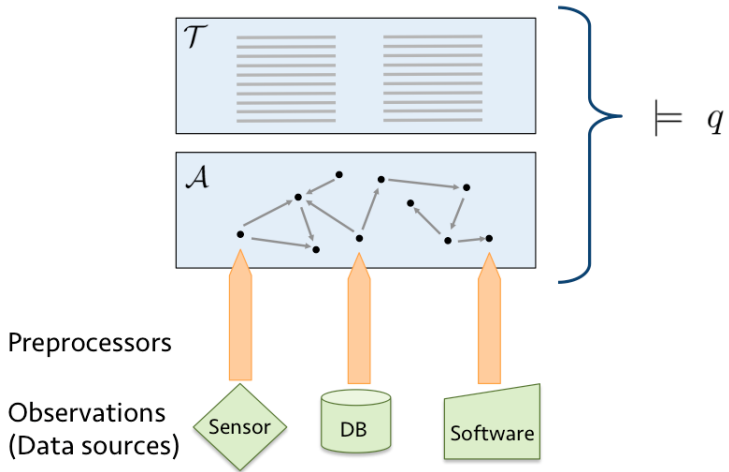 𝒯
𝒜
⊨ q
Preprocessors
Observations
(Data sources)
Sensor
DB
Software